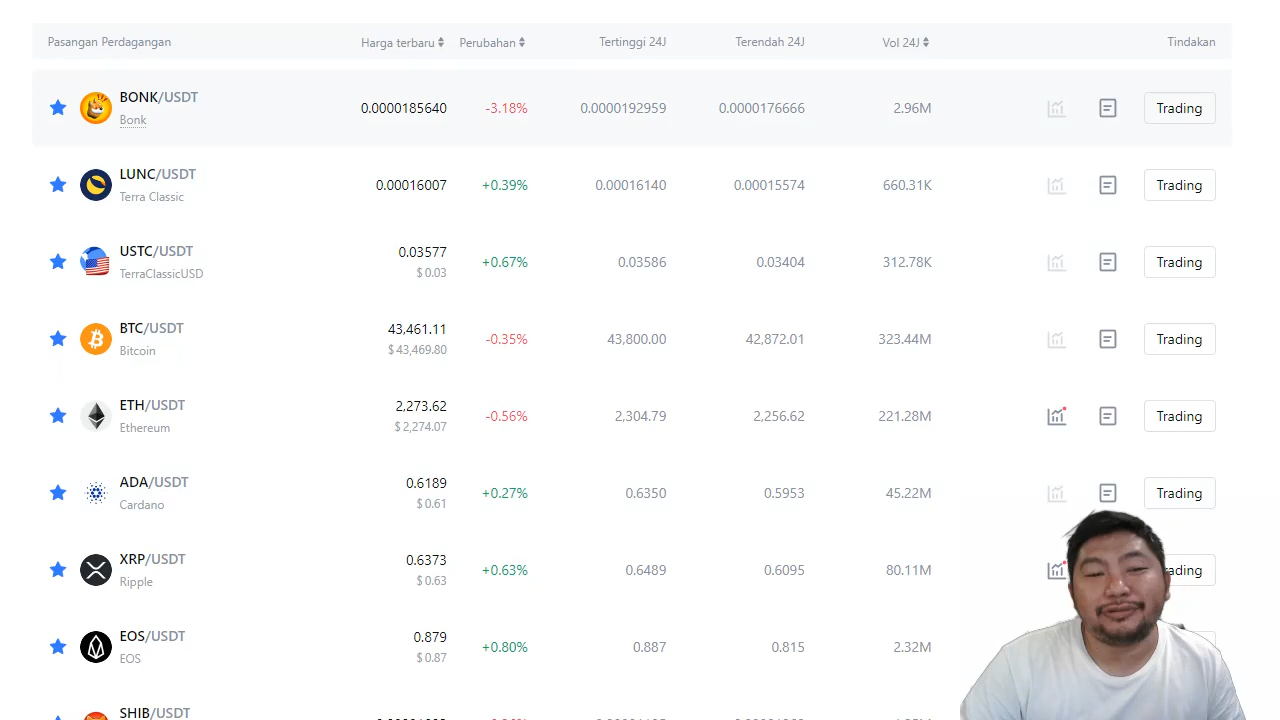 Pasangan Perdagangan Harga terbaru Perubahan Tertinggi 24J Terendah 24J Vol 24J Tindakan
BONK/USDT 0.0000185640 -3.18% 0.0000192959 0.0000176666 2.96M Trading
Bonk
LUNC/USDT 0.00016007 +0.39% 0.00016140 0.00015574 660.31K Trading
Terra Classic
USTC/USDT 0.03577 +0.67% 0.03586 0.03404 312.78K Trading
TerraClassicUSD $ 0.03
BTC/USDT 43,461.11 -0.35% 43,800.00 42,872.01 323.44M Trading
Bitcoin $ 43,469.80
ETH/USDT 2,273.62 -0.56% 2,304.79 2,256.62 221.28M Trading
Ethereum $ 2,274.07
ADA/USDT 0.6189 +0.27% 0.6350 0.5953 45.22M Trading
Cardano $ 0.61
XRP/USDT 0.6373 +0.63% 0.6489 0.6095 80.11M rading
Ripple $ 0.63
EOS/USDT 0.879 +0.80% 0.887 0.815 2.32M
EOS $ 0.87
SHIB/USDT